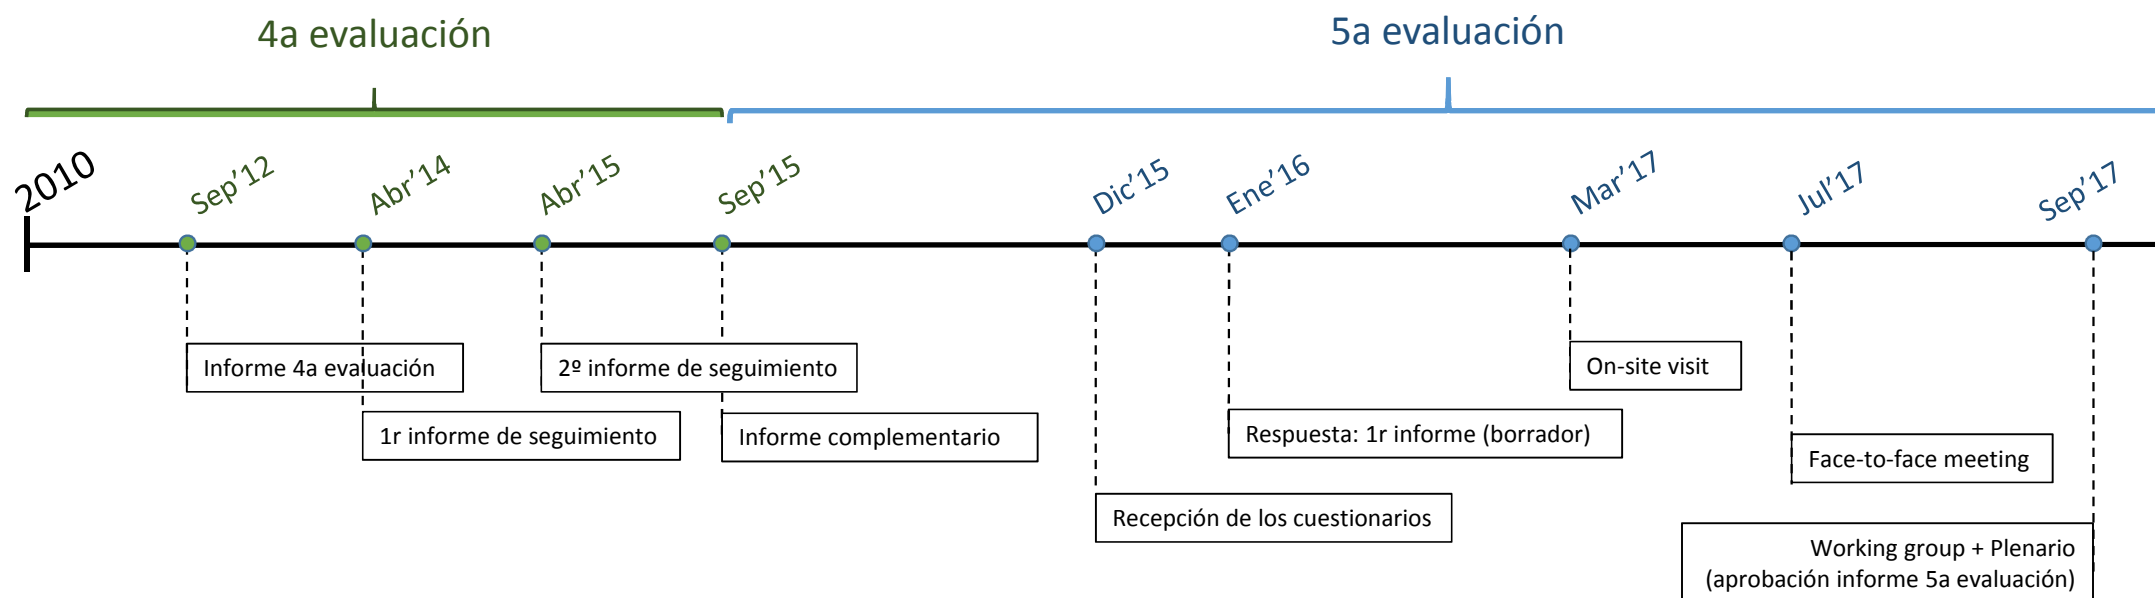 4a evaluación
5a evaluación
2010
Sep'12
Abr'14
Abr'15
Sep'15
Dic'15
Ene'16
Mar'17
Jul'17
Sep'17
Informe 4a evaluación
2º informe de seguimiento
On-site visit
1r informe de seguimiento
Informe complementario
Respuesta: 1r informe (borrador)
Face-to-face meeting
Recepción de los cuestionarios
Working group + Plenario
(aprobación informe 5a evaluación)